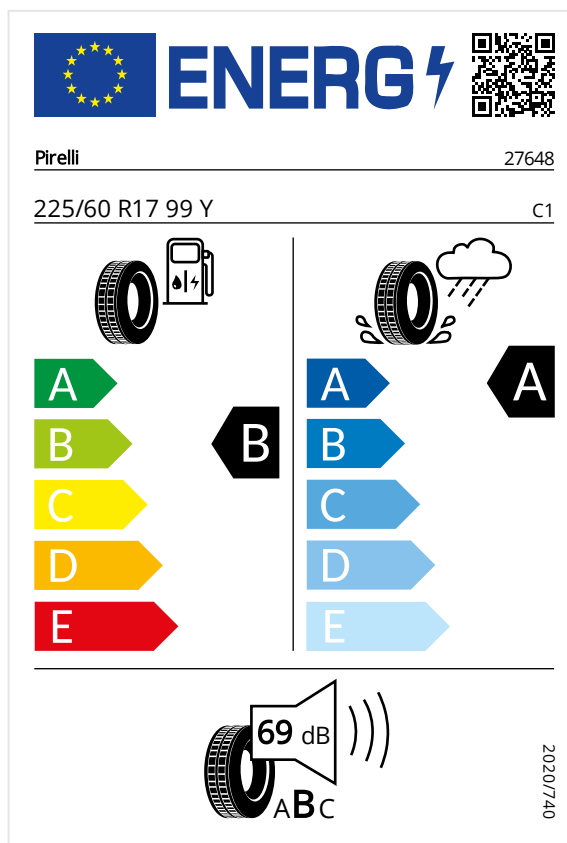 ENERG
Pirelli
27648
225/60 R17 99 Y
C1
A
B
C
D
E
B
A
B
C
D
E
A
69 dB
ABC
2020/740